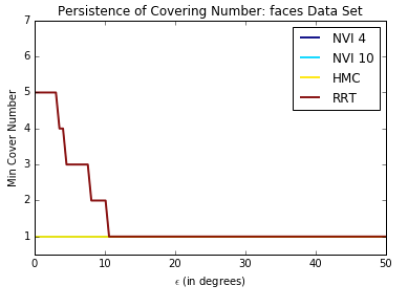 Persistence of Covering Number: faces Data Set
NVI 4
NVI 10
HMC
RRT
Min Cover Number
7
6
5
4
3
2
1
0
10
20
30
40
50
ϵ (in degrees)